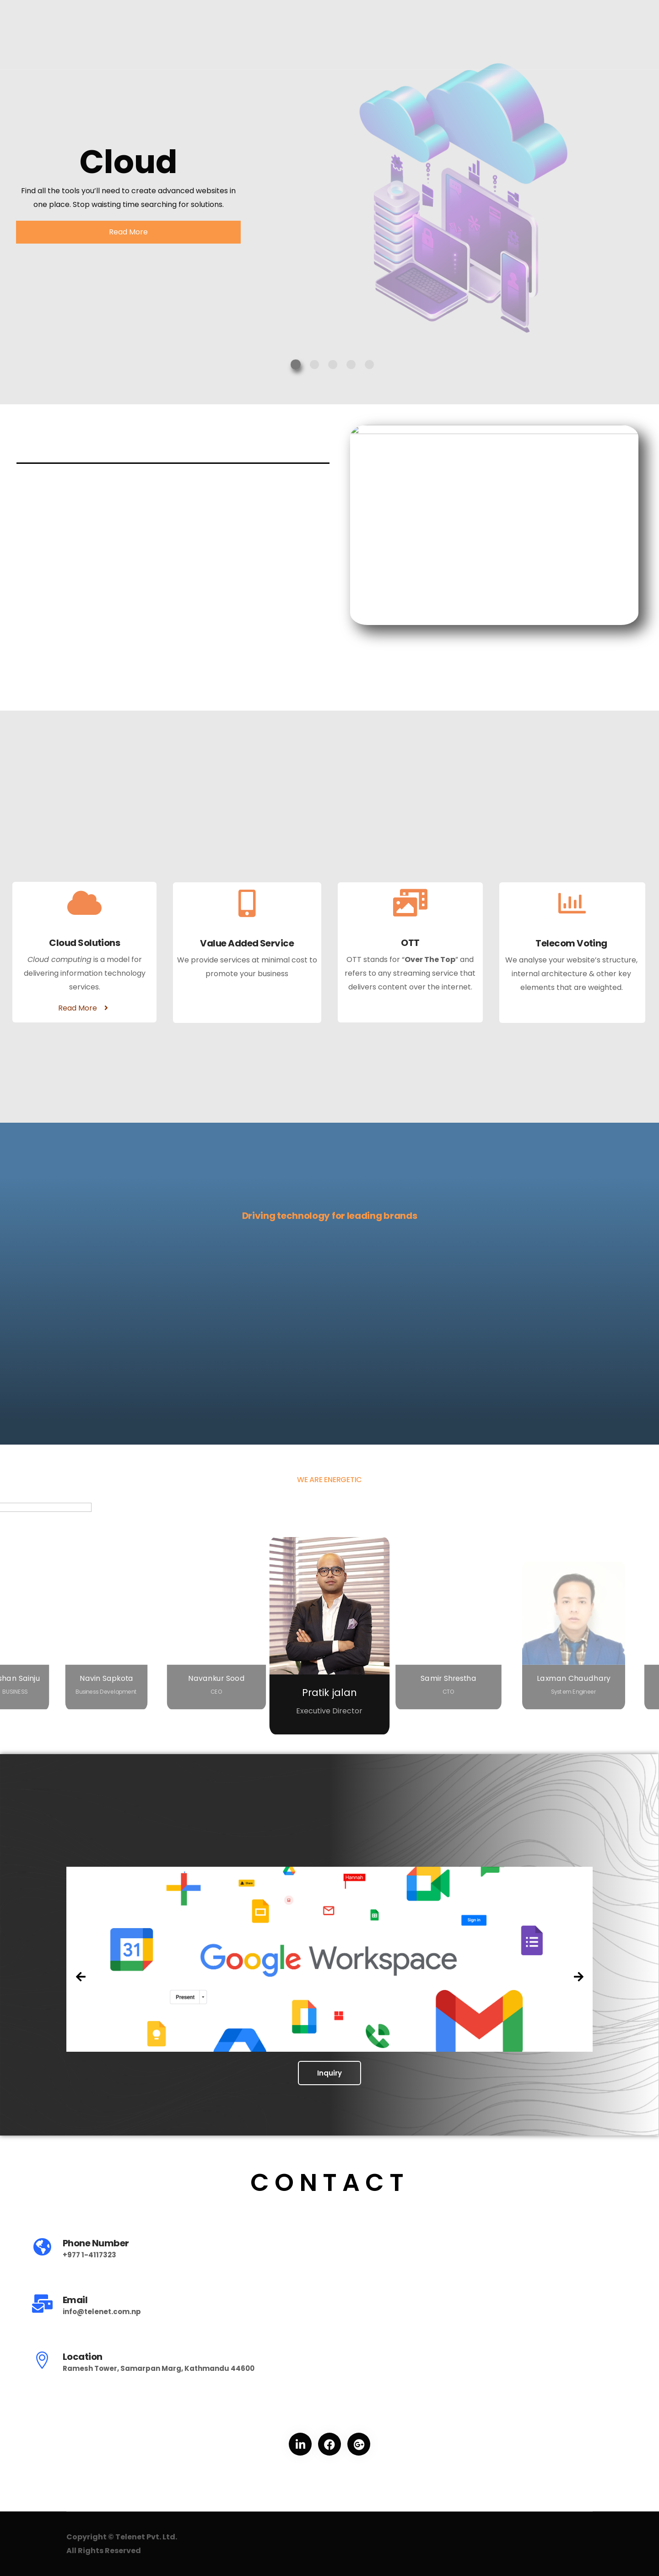 Cloud
Find all the tools you’ll need to create advanced websites in
one place. Stop waisting time searching for solutions.
Read More
Cloud Solutions
Cloud computing is a model for
delivering information technology
services.
Read More
Value Added Service
We provide services at minimal cost to
promote your business
OTT
OTT stands for “Over The Top” and
refers to any streaming service that
delivers content over the internet.
Telecom Voting
We analyse your website’s structure,
internal architecture & other key
elements that are weighted.
Driving technology for leading brands
WE ARE ENERGETIC
shan Sainju
BUSINESS
Navin Sapkota
Business Development
Navankur Sood
CEO
Pratik jalan
Executive Director
Samir Shrestha
CTO
Laxman Chaudhary
System Engineer
Hannah
Share
Sign in
31
Google Workspace
Present
Inquiry
CONTACT
Phone Number
+977 1-4117323
Email
info@telenet.com.np
Location
Ramesh Tower, Samarpan Marg, Kathmandu 44600
Copyright © Telenet Pvt. Ltd.
All Rights Reserved